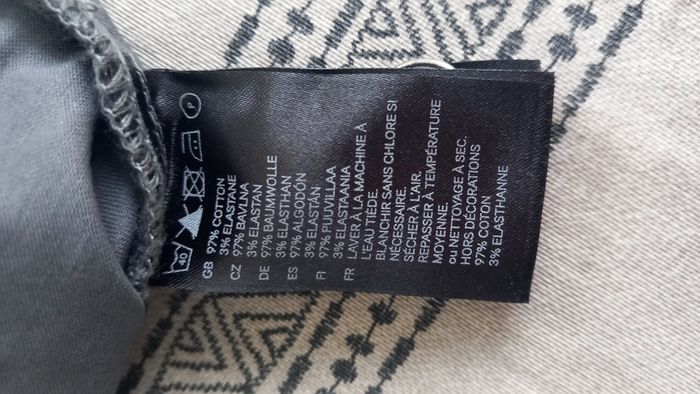 40
P
GB 97% COTTON
3% ELASTANE
CZ 97% BAVLNA
3% ELASTAN
DE 97% BAUMWOLLE
3% ELASTHAN
ES 97% ALGODÓN
3% ELASTÁN
FI 97% PUUVILLAA
3% ELASTAANIA
FR LAVER À LA MACHINE À
L'EAU TIÈDE.
BLANCHIR SANS CHLORE SI
NÉCESSAIRE.
SÉCHER À L'AIR.
REPASSER À TEMPÉRATURE
MOYENNE.
ou NETTOYAGE À SEC.
HORS DÉCORATIONS
97% COTON
3% ELASTHANNE